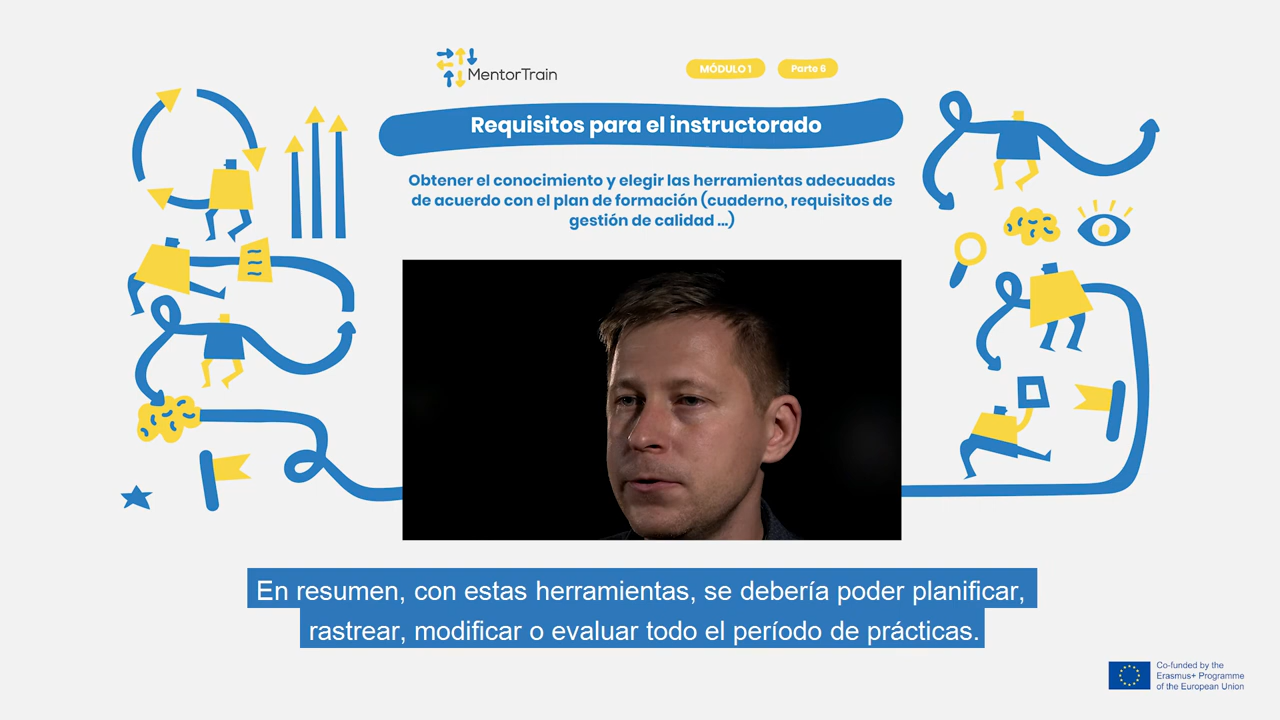 MentorTrain
MÓDULO 1
Parte 6
Requisitos para el instructorado
Obtener el conocimiento y elegir las herramientas adecuadas
de acuerdo con el plan de formación (cuaderno, requisitos de
gestión de calidad ...)
En resumen, con estas herramientas, se debería poder planificar,
rastrear, modificar o evaluar todo el período de prácticas.
Co-funded by the
Erasmus+ Programme
of the European Union